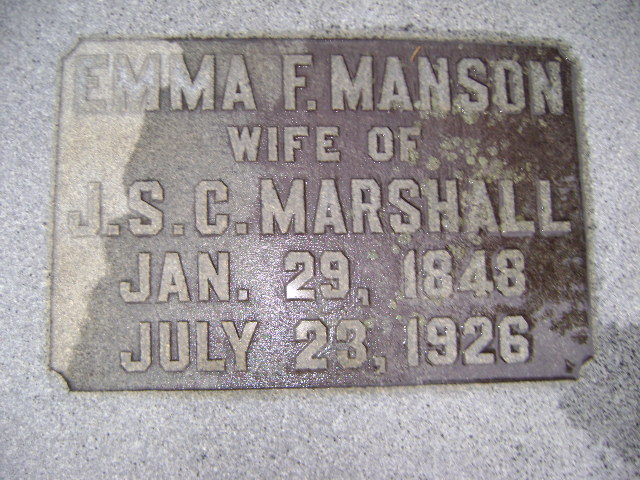 EMMA F. MANSON
WIFE OF
J.S.C. MARSHALL
JAN. 29, 1848
JULY 23, 1926